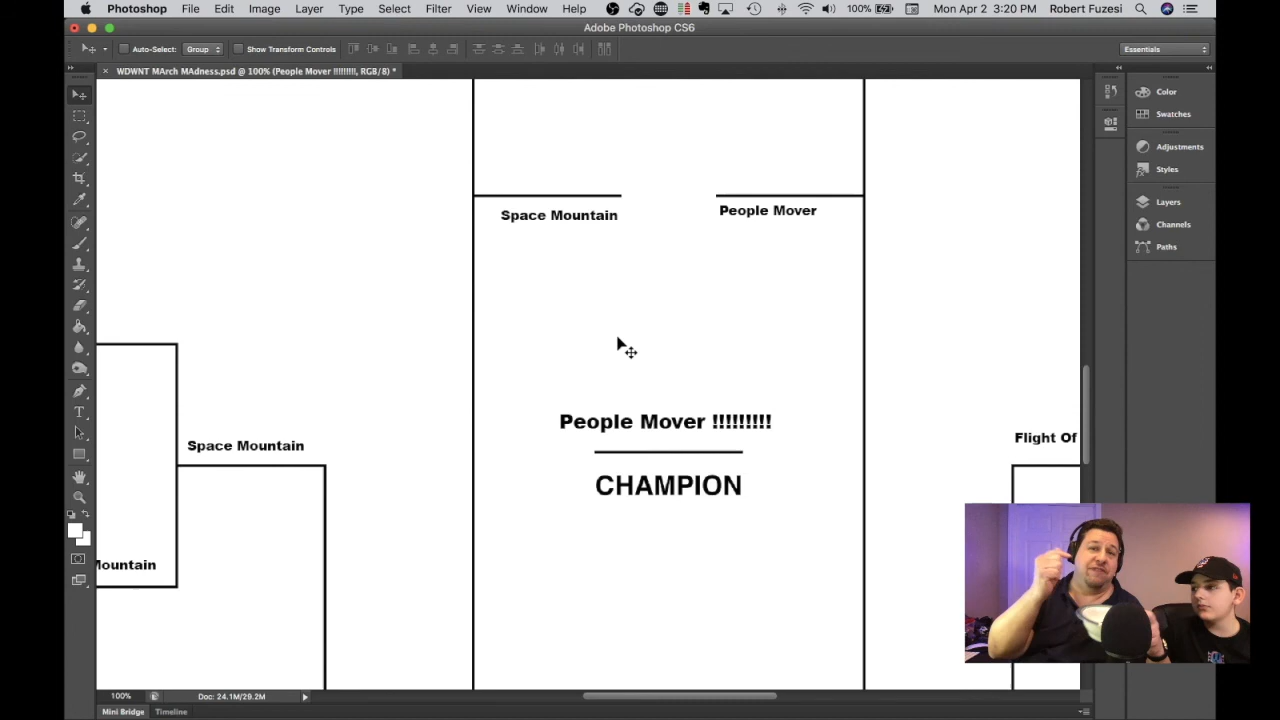 Photoshop File Edit Image Layer Type Select Filter View Window Help 100% Mon Apr 2 3:20 PM Robert Fuzesi
Adobe Photoshop CS6
Auto-Select: Group Show Transform Controls Essentials
× WDWNT MArch MAdness.psd @ 100% (People Mover !!!!!!!!!, RGB/8) *
Color
Swatches
Adjustments
Styles
Layers
Channels
Paths
Space Mountain
People Mover
People Mover !!!!!!!!!
CHAMPION
Space Mountain
Flight Of
Mountain
100% Doc: 24.1M/29.2M
Mini Bridge Timeline